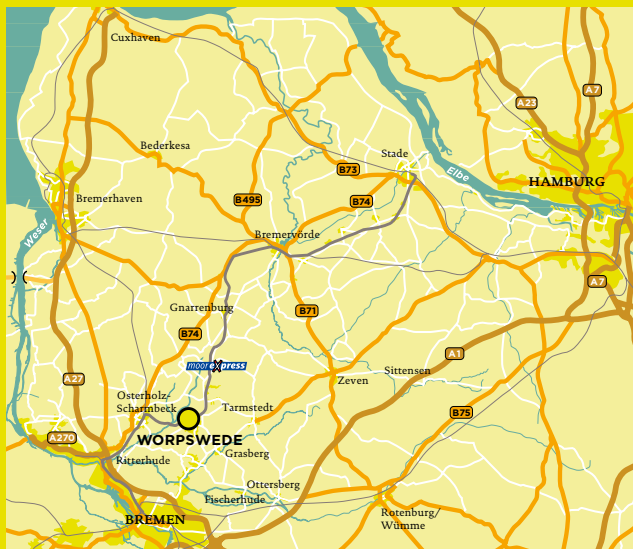 Cuxhaven
A7
A23
Bederkesa
Stade
B73
Elbe
HAMBURG
Bremerhaven
B495
B74
Weser
Bremervörde
A7
Gnarrenburg
B71
B74
A1
moorexpress
Sittensen
A27
Zeven
Osterholz-
Scharmbeck
Tarmstedt
B75
A270
WORPSWEDE
Grasberg
Ritterhude
Ottersberg
Fischerhude
Rotenburg/
Wümme
BREMEN